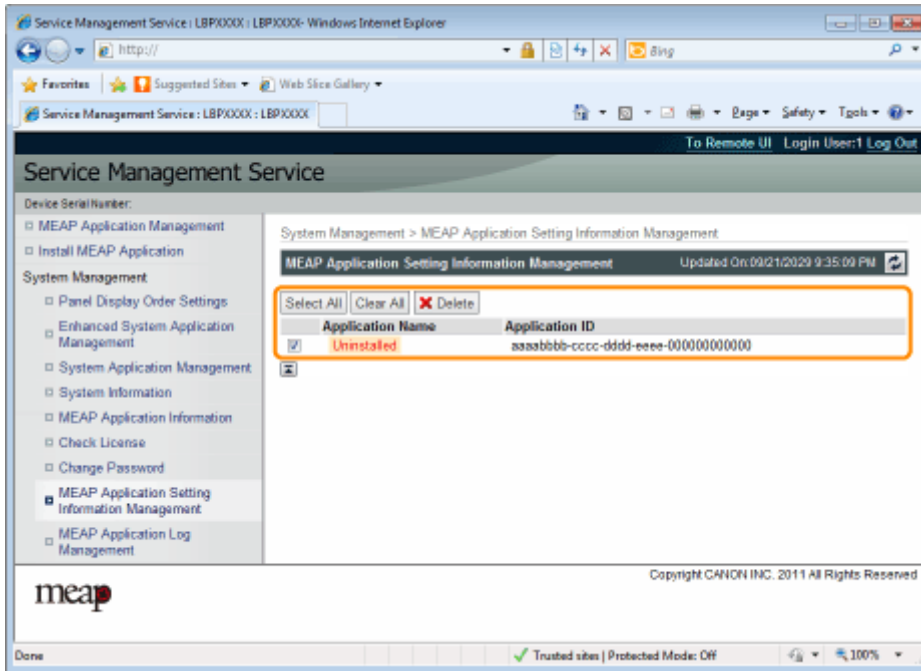 Service Management Service : LBPXXXX : LBPXXXX- Windows Internet Explorer
http://
Bing
Favorites Suggested Sites Web Slice Gallery
Service Management Service : LBPXXXX : LBPXXXX
Page Safety Tools
To Remote UI Login User:1 Log Out
Service Management Service
Device Serial Number:
MEAP Application Management
Install MEAP Application
System Management
Panel Display Order Settings
Enhanced System Application
Management
System Application Management
System Information
MEAP Application Information
Check License
Change Password
MEAP Application Setting
Information Management
MEAP Application Log
Management
System Management > MEAP Application Setting Information Management
MEAP Application Setting Information Management Updated On:09/21/2029 9:35:09 PM
Select All Clear All Delete
Application Name Application ID
Uninstalled aaaabbbb-cccc-dddd-eeee-000000000000
Copyright CANON INC. 2011 All Rights Reserved
meap
Done Trusted sites | Protected Mode: Off 100%